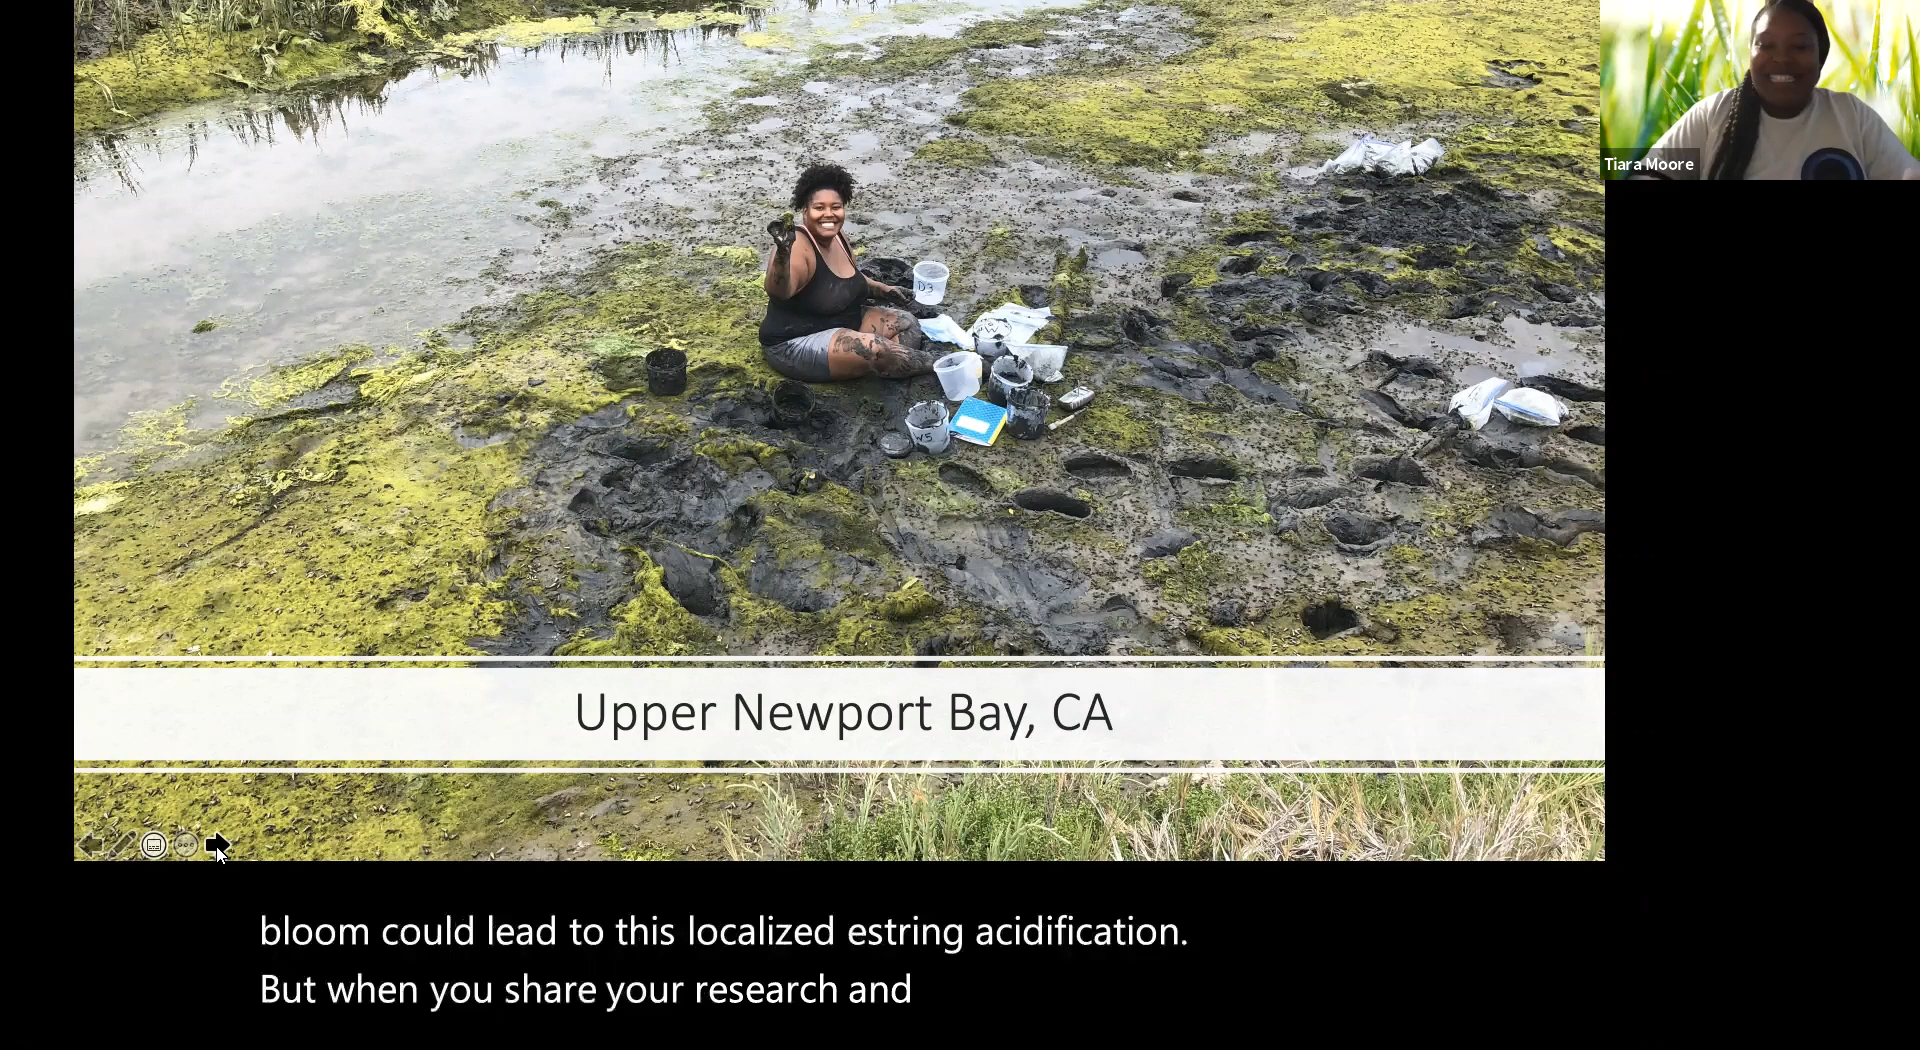 Tiara Moore
D3
W5
Upper Newport Bay, CA
bloom could lead to this localized estring acidification.
But when you share your research and